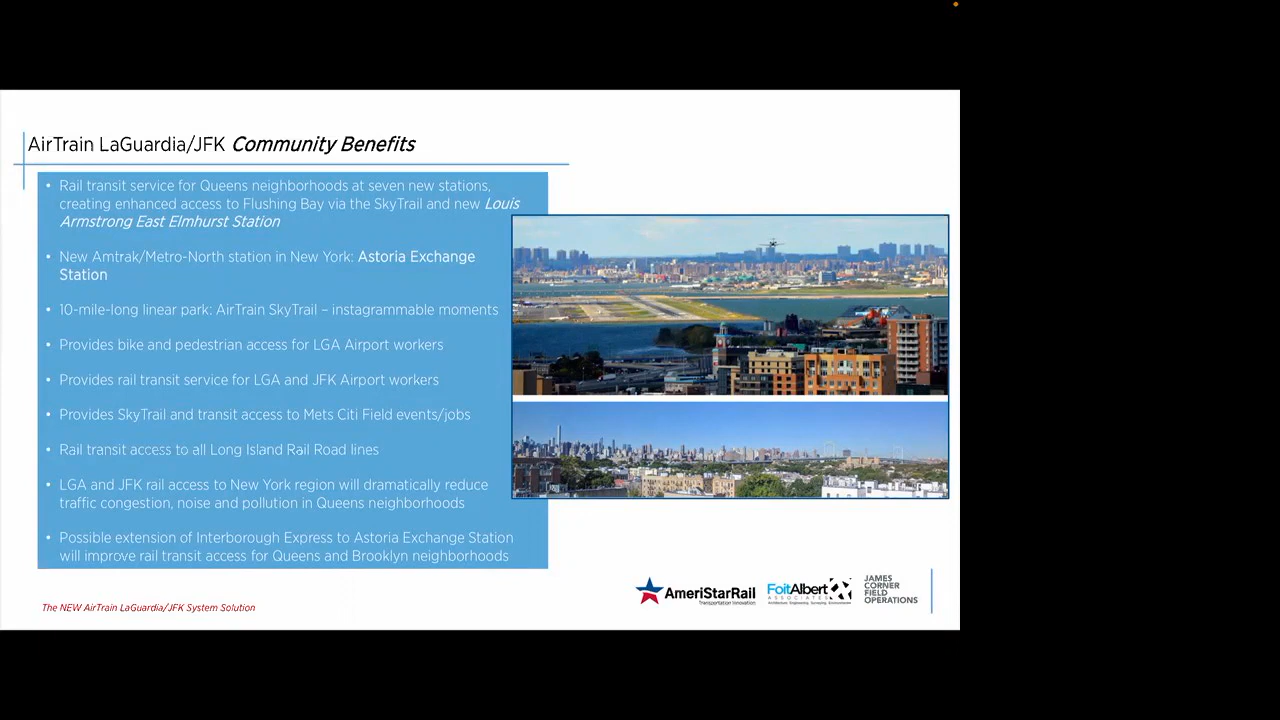 AirTrain LaGuardia/JFK Community Benefits
• Rail transit service for Queens neighborhoods at seven new stations,
creating enhanced access to Flushing Bay via the SkyTrail and new Louis
Armstrong East Elmhurst Station
• New Amtrak/Metro-North station in New York: Astoria Exchange
Station
• 10-mile-long linear park: AirTrain SkyTrail – instagrammable moments
• Provides bike and pedestrian access for LGA Airport workers
• Provides rail transit service for LGA and JFK Airport workers
• Provides SkyTrail and transit access to Mets Citi Field events/jobs
• Rail transit access to all Long Island Rail Road lines
• LGA and JFK rail access to New York region will dramatically reduce
traffic congestion, noise and pollution in Queens neighborhoods
• Possible extension of Interborough Express to Astoria Exchange Station
will improve rail transit access for Queens and Brooklyn neighborhoods
The NEW AirTrain LaGuardia/JFK System Solution
AmeriStarRail
Transportation Innovation
FoitAlbert
ASSOCIATES
Architecture, Engineering, Surveying, Environmental
JAMES
CORNER
FIELD
OPERATIONS